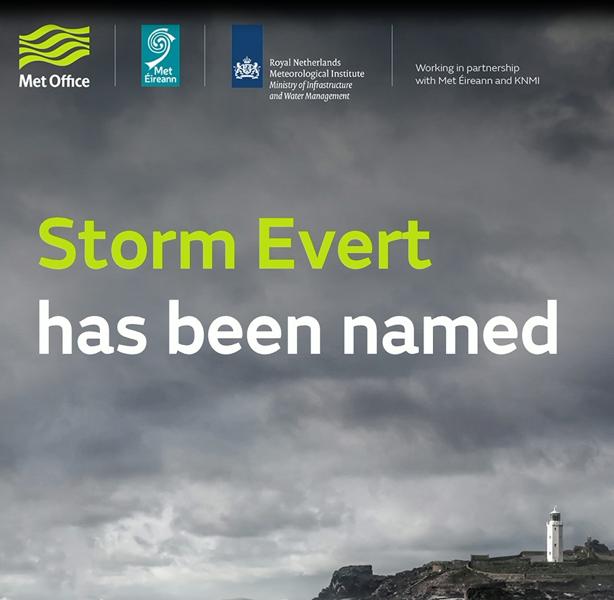 Met Office
Met
Éireann
Royal Netherlands
Meteorological Institute
Ministry of Infrastructure
and Water Management
Working in partnership
with Met Éireann and KNMI
Storm Evert
has been named